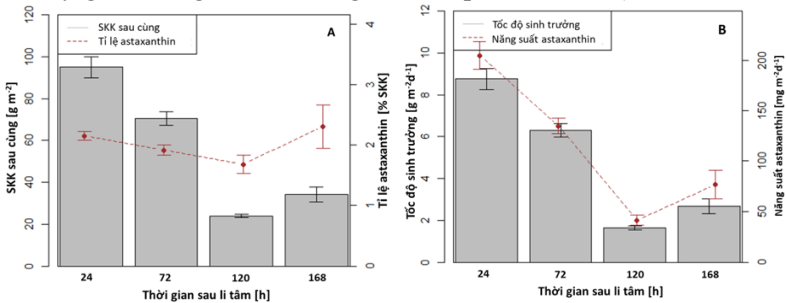 SKK sau cùng
Tỉ lệ astaxanthin
A
SKK sau cùng [g m⁻²]
0
20
40
60
80
100
120
Tỉ lệ astaxanthin [% SKK]
0
1
2
3
4
24
72
120
168
Thời gian sau li tâm [h]
Tốc độ sinh trưởng
Năng suất astaxanthin
B
Tốc độ sinh trưởng [g m⁻²d⁻¹]
0
2
4
6
8
10
12
Năng suất astaxanthin [mg m⁻²d⁻¹]
0
50
100
150
200
24
72
120
168
Thời gian sau li tâm [h]